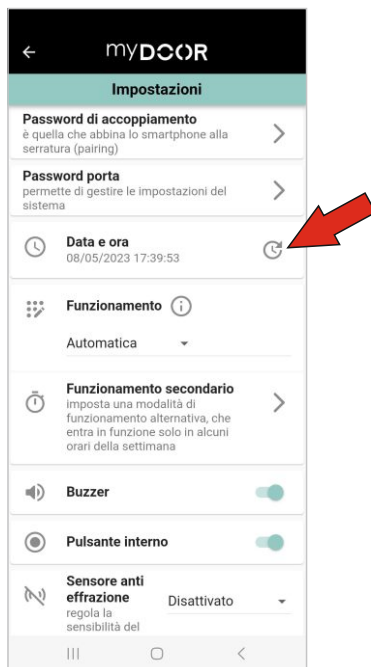 myDOOR
Impostazioni
Password di accoppiamento
è quella che abbina lo smartphone alla
serratura (pairing)
Password porta
permette di gestire le impostazioni del
sistema
Data e ora
08/05/2023 17:39:53
Funzionamento
Automatica
Funzionamento secondario
imposta una modalità di
funzionamento alternativa, che
entra in funzione solo in alcuni
orari della settimana
Buzzer
Pulsante interno
Sensore anti
effrazione
Disattivato
regola la
sensibilità del